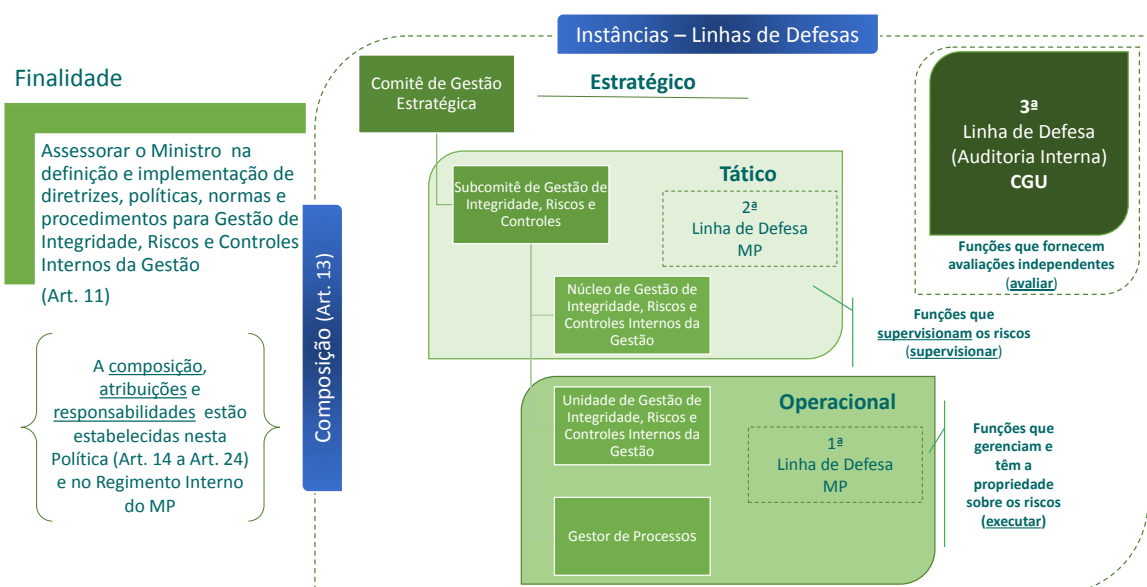 Instâncias – Linhas de Defesas
Finalidade
Assessorar o Ministro na
definição e implementação de
diretrizes, políticas, normas e
procedimentos para Gestão de
Integridade, Riscos e Controles
Internos da Gestão
(Art. 11)
A composição,
atribuições e
responsabilidades estão
estabelecidas nesta
Política (Art. 14 a Art. 24)
e no Regimento Interno
do MP
Composição (Art. 13)
Comitê de Gestão
Estratégica
Estratégico
Subcomitê de Gestão de
Integridade, Riscos e
Controles
Tático
2ª
Linha de Defesa
MP
Núcleo de Gestão de
Integridade, Riscos e
Controles Internos da
Gestão
Unidade de Gestão de
Integridade, Riscos e
Controles Internos da
Gestão
Operacional
1ª
Linha de Defesa
MP
Gestor de Processos
3ª
Linha de Defesa
(Auditoria Interna)
CGU
Funções que fornecem
avaliações independentes
(avaliar)
Funções que
supervisionam os riscos
(supervisionar)
Funções que
gerenciam e
têm a
propriedade
sobre os riscos
(executar)